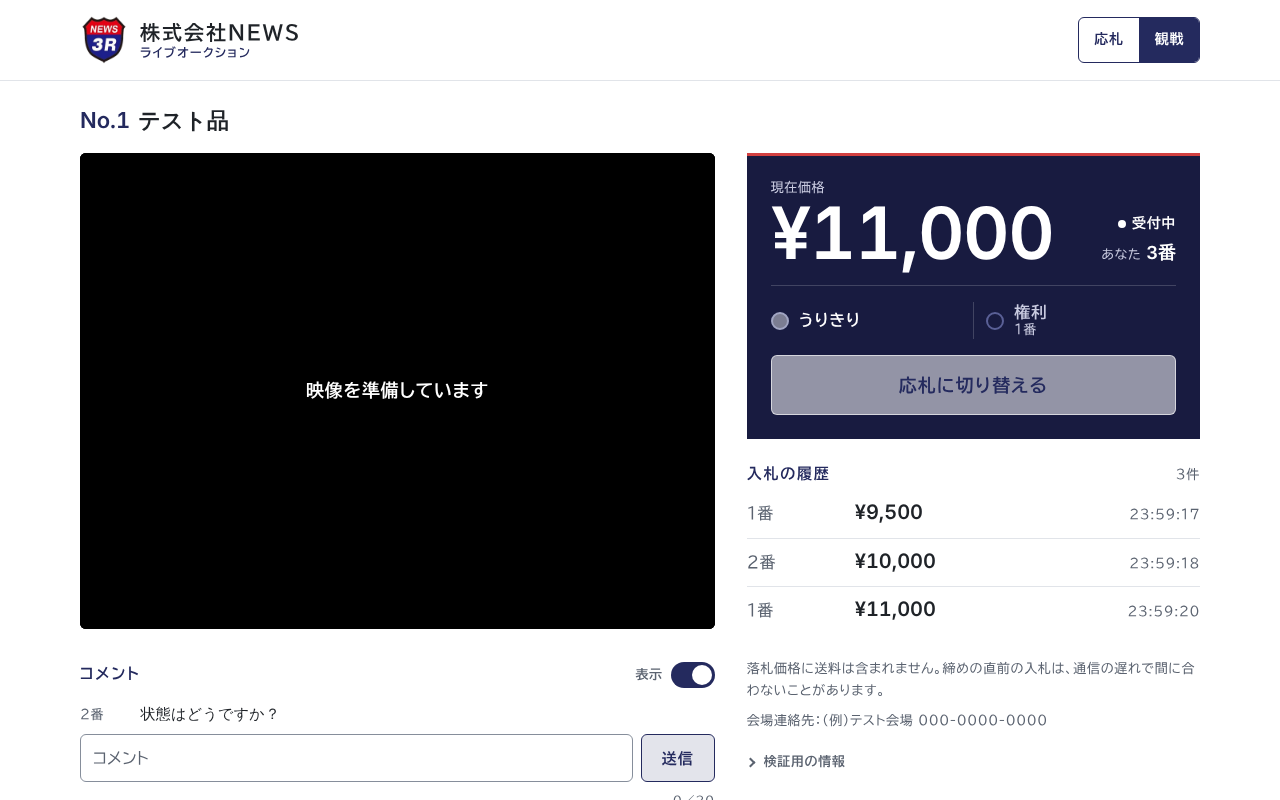 NEWS
3R
株式会社NEWS
ライブオークション
応札
観戦
No.1 テスト品
映像を準備しています
現在価格
¥11,000
受付中
あなた 3番
うりきり
権利
1番
応札に切り替える
入札の履歴
3件
1番 ¥9,500 23:59:17
2番 ¥10,000 23:59:18
1番 ¥11,000 23:59:20
コメント
表示
2番 状態はどうですか？
コメント
送信
0/30
落札価格に送料は含まれません。締めの直前の入札は、通信の遅れで間に合
わないことがあります。
会場連絡先：（例）テスト会場 000-0000-0000
検証用の情報